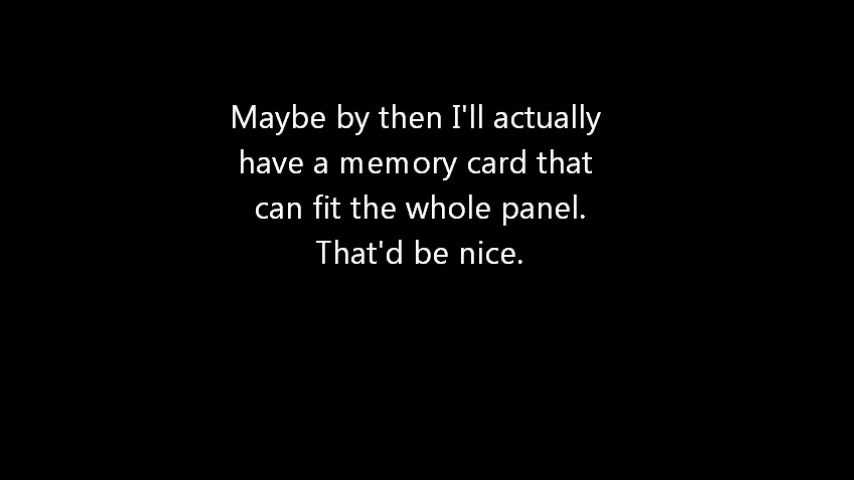 Maybe by then I'll actually
have a memory card that
can fit the whole panel.
That'd be nice.